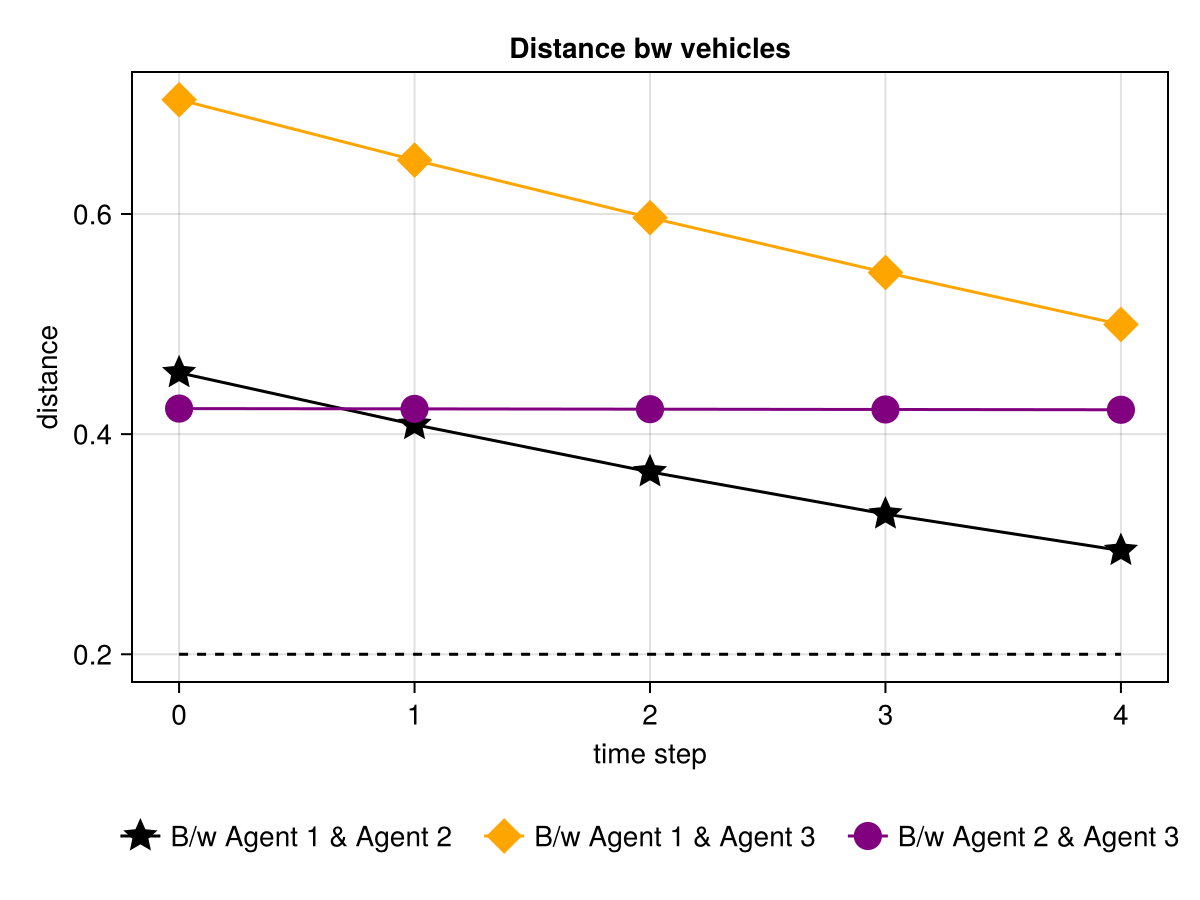 Distance bw vehicles
distance
0.6
0.4
0.2
0 1 2 3 4
time step
B/w Agent 1 & Agent 2 B/w Agent 1 & Agent 3 B/w Agent 2 & Agent 3